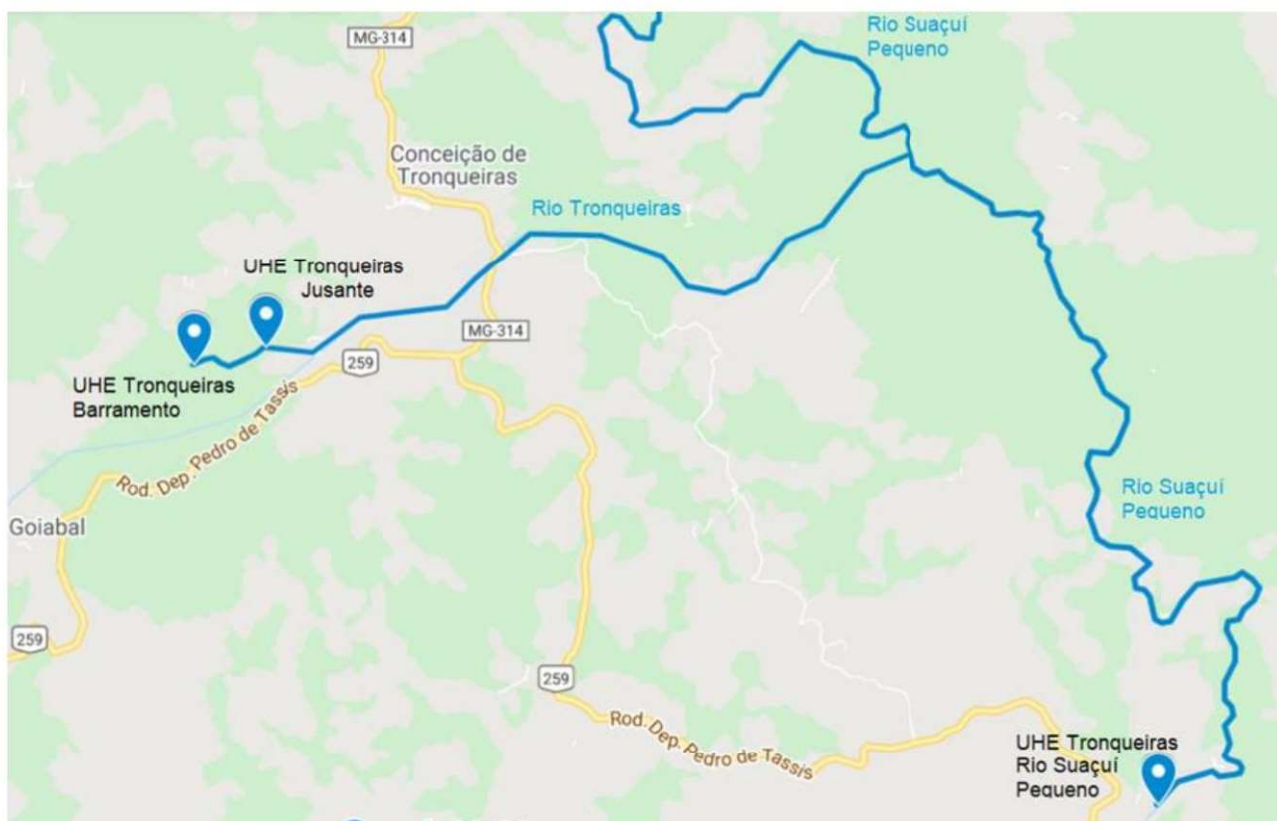 Rio Suaçuí
Pequeno
MG-314
Conceição de
Tronqueiras
Rio Tronqueiras
UHE Tronqueiras
Jusante
MG-314
259
UHE Tronqueiras
Barramento
Rod. Dep. Pedro de Tassis
Rio Suaçuí
Pequeno
Goiabal
259
259
Rod. Dep. Pedro de Tassis
UHE Tronqueiras
Rio Suaçuí
Pequeno